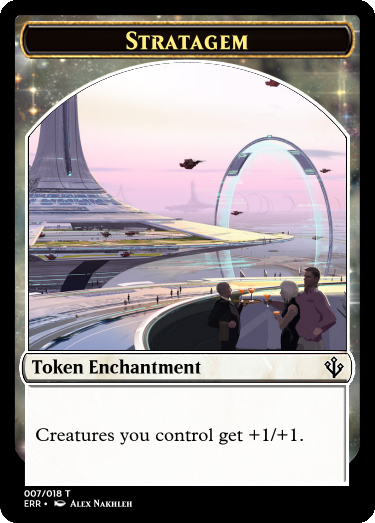 Stratagem
Token Enchantment
Creatures you control get +1/+1.
007/018 T
ERR • Alex Nakhleh